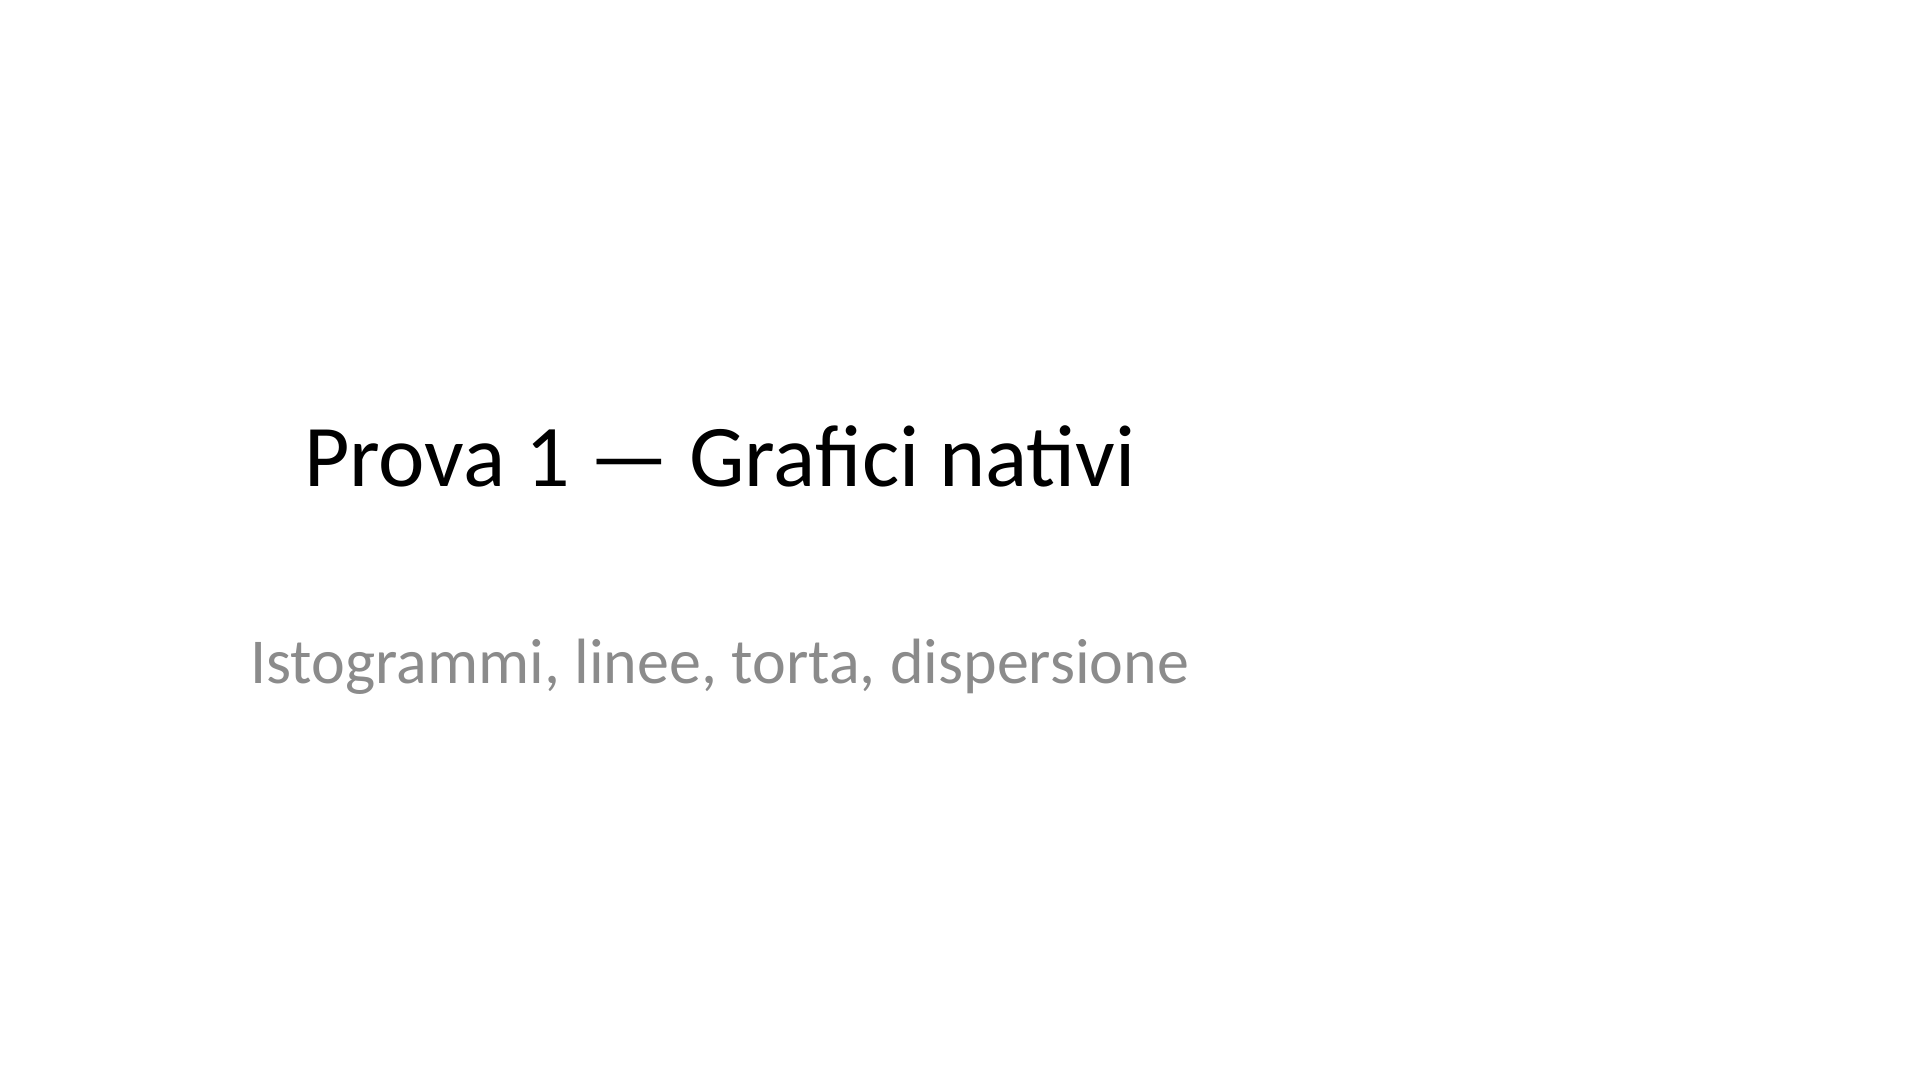 Prova 1 — Grafici nativi
Istogrammi, linee, torta, dispersione